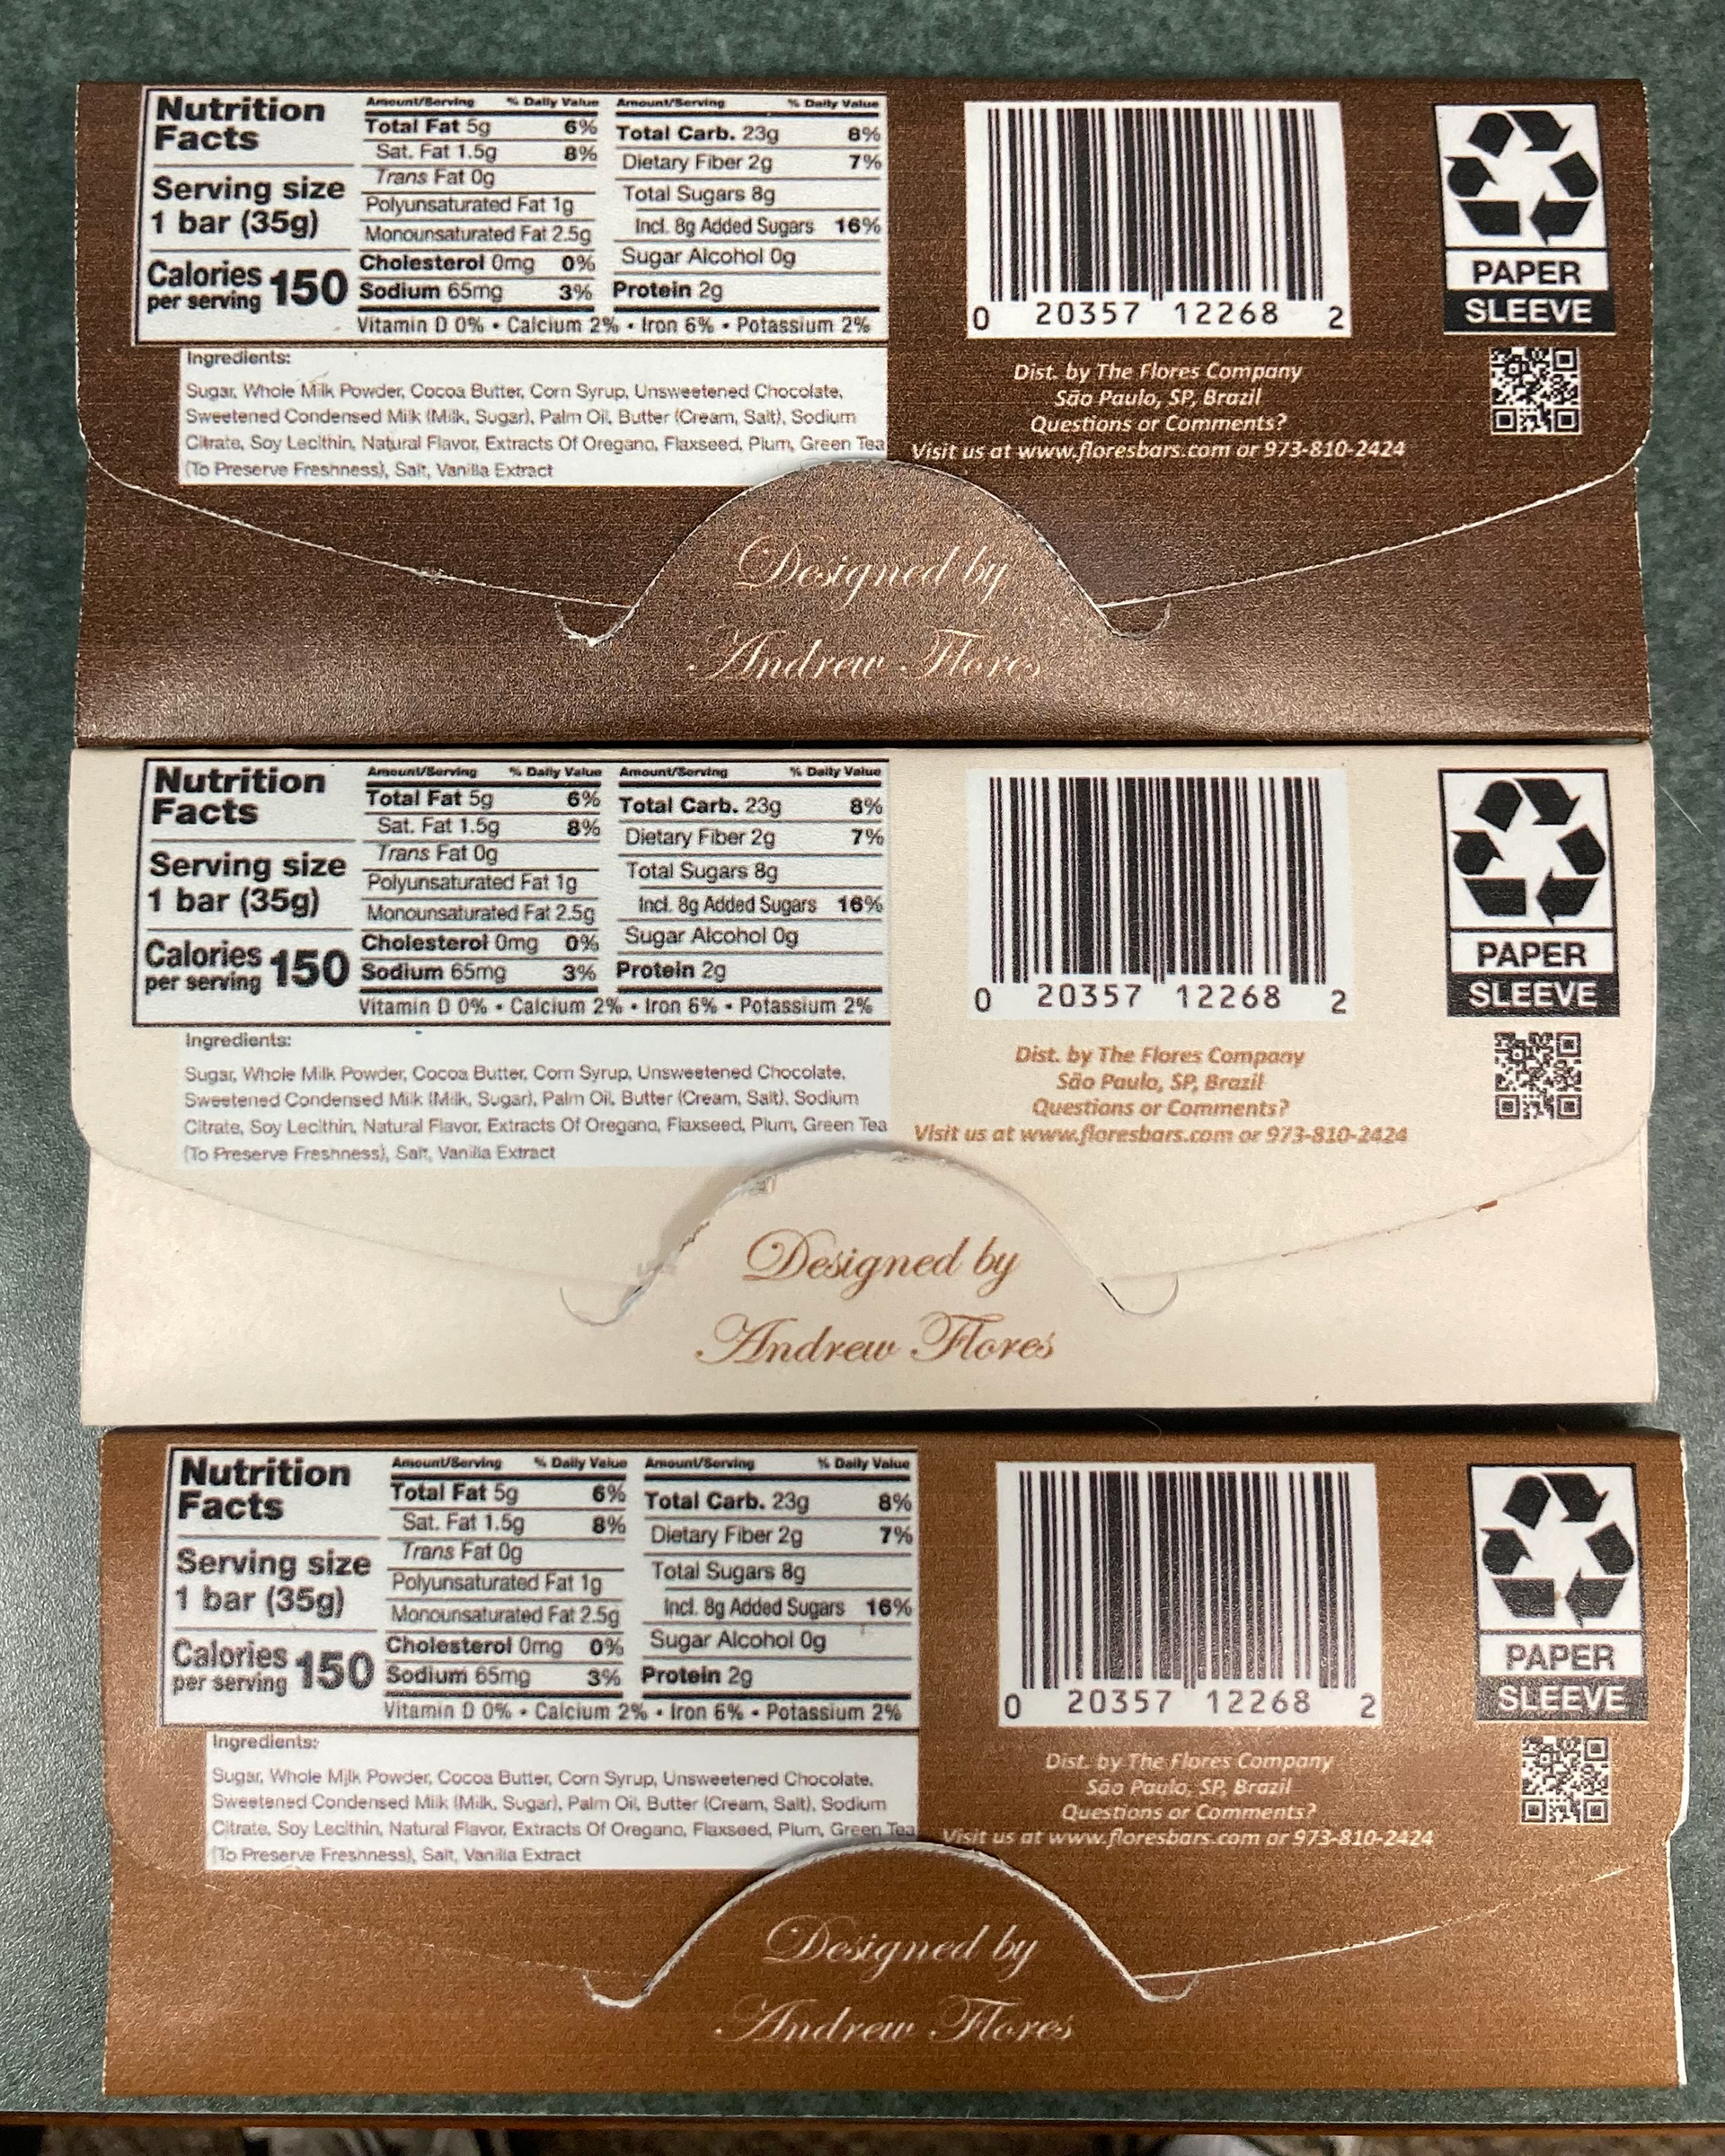 Nutrition
Facts
Serving size
1 bar (35g)
Calories 150
per serving
Amount/Serving % Daily Value
Total Fat 5g 6%
Sat. Fat 1.5g 8%
Trans Fat 0g
Polyunsaturated Fat 1g
Monounsaturated Fat 2.5g
Cholesterol 0mg 0%
Sodium 65mg 3%
Amount/Serving % Daily Value
Total Carb. 23g 8%
Dietary Fiber 2g 7%
Total Sugars 8g
Incl. 8g Added Sugars 16%
Sugar Alcohol 0g
Protein 2g
Vitamin D 0% • Calcium 2% • Iron 6% • Potassium 2%
Ingredients:
Sugar, Whole Milk Powder, Cocoa Butter, Corn Syrup, Unsweetened Chocolate,
Sweetened Condensed Milk (Milk, Sugar), Palm Oil, Butter (Cream, Salt), Sodium
Citrate, Soy Lecithin, Natural Flavor, Extracts Of Oregano, Flaxseed, Plum, Green Tea
(To Preserve Freshness), Salt, Vanilla Extract
0 20357 12268 2
Dist. by The Flores Company
São Paulo, SP, Brazil
Questions or Comments?
Visit us at www.floresbars.com or 973-810-2424
PAPER
SLEEVE
Designed by
Andrew Flores
Nutrition
Facts
Serving size
1 bar (35g)
Calories 150
per serving
Amount/Serving % Daily Value
Total Fat 5g 6%
Sat. Fat 1.5g 8%
Trans Fat 0g
Polyunsaturated Fat 1g
Monounsaturated Fat 2.5g
Cholesterol 0mg 0%
Sodium 65mg 3%
Amount/Serving % Daily Value
Total Carb. 23g 8%
Dietary Fiber 2g 7%
Total Sugars 8g
Incl. 8g Added Sugars 16%
Sugar Alcohol 0g
Protein 2g
Vitamin D 0% • Calcium 2% • Iron 6% • Potassium 2%
Ingredients:
Sugar, Whole Milk Powder, Cocoa Butter, Corn Syrup, Unsweetened Chocolate,
Sweetened Condensed Milk (Milk, Sugar), Palm Oil, Butter (Cream, Salt), Sodium
Citrate, Soy Lecithin, Natural Flavor, Extracts Of Oregano, Flaxseed, Plum, Green Tea
(To Preserve Freshness), Salt, Vanilla Extract
0 20357 12268 2
Dist. by The Flores Company
São Paulo, SP, Brazil
Questions or Comments?
Visit us at www.floresbars.com or 973-810-2424
PAPER
SLEEVE
Designed by
Andrew Flores
Nutrition
Facts
Serving size
1 bar (35g)
Calories 150
per serving
Amount/Serving % Daily Value
Total Fat 5g 6%
Sat. Fat 1.5g 8%
Trans Fat 0g
Polyunsaturated Fat 1g
Monounsaturated Fat 2.5g
Cholesterol 0mg 0%
Sodium 65mg 3%
Amount/Serving % Daily Value
Total Carb. 23g 8%
Dietary Fiber 2g 7%
Total Sugars 8g
Incl. 8g Added Sugars 16%
Sugar Alcohol 0g
Protein 2g
Vitamin D 0% • Calcium 2% • Iron 6% • Potassium 2%
Ingredients:
Sugar, Whole Milk Powder, Cocoa Butter, Corn Syrup, Unsweetened Chocolate,
Sweetened Condensed Milk (Milk, Sugar), Palm Oil, Butter (Cream, Salt), Sodium
Citrate, Soy Lecithin, Natural Flavor, Extracts Of Oregano, Flaxseed, Plum, Green Tea
(To Preserve Freshness), Salt, Vanilla Extract
0 20357 12268 2
Dist. by The Flores Company
São Paulo, SP, Brazil
Questions or Comments?
Visit us at www.floresbars.com or 973-810-2424
PAPER
SLEEVE
Designed by
Andrew Flores